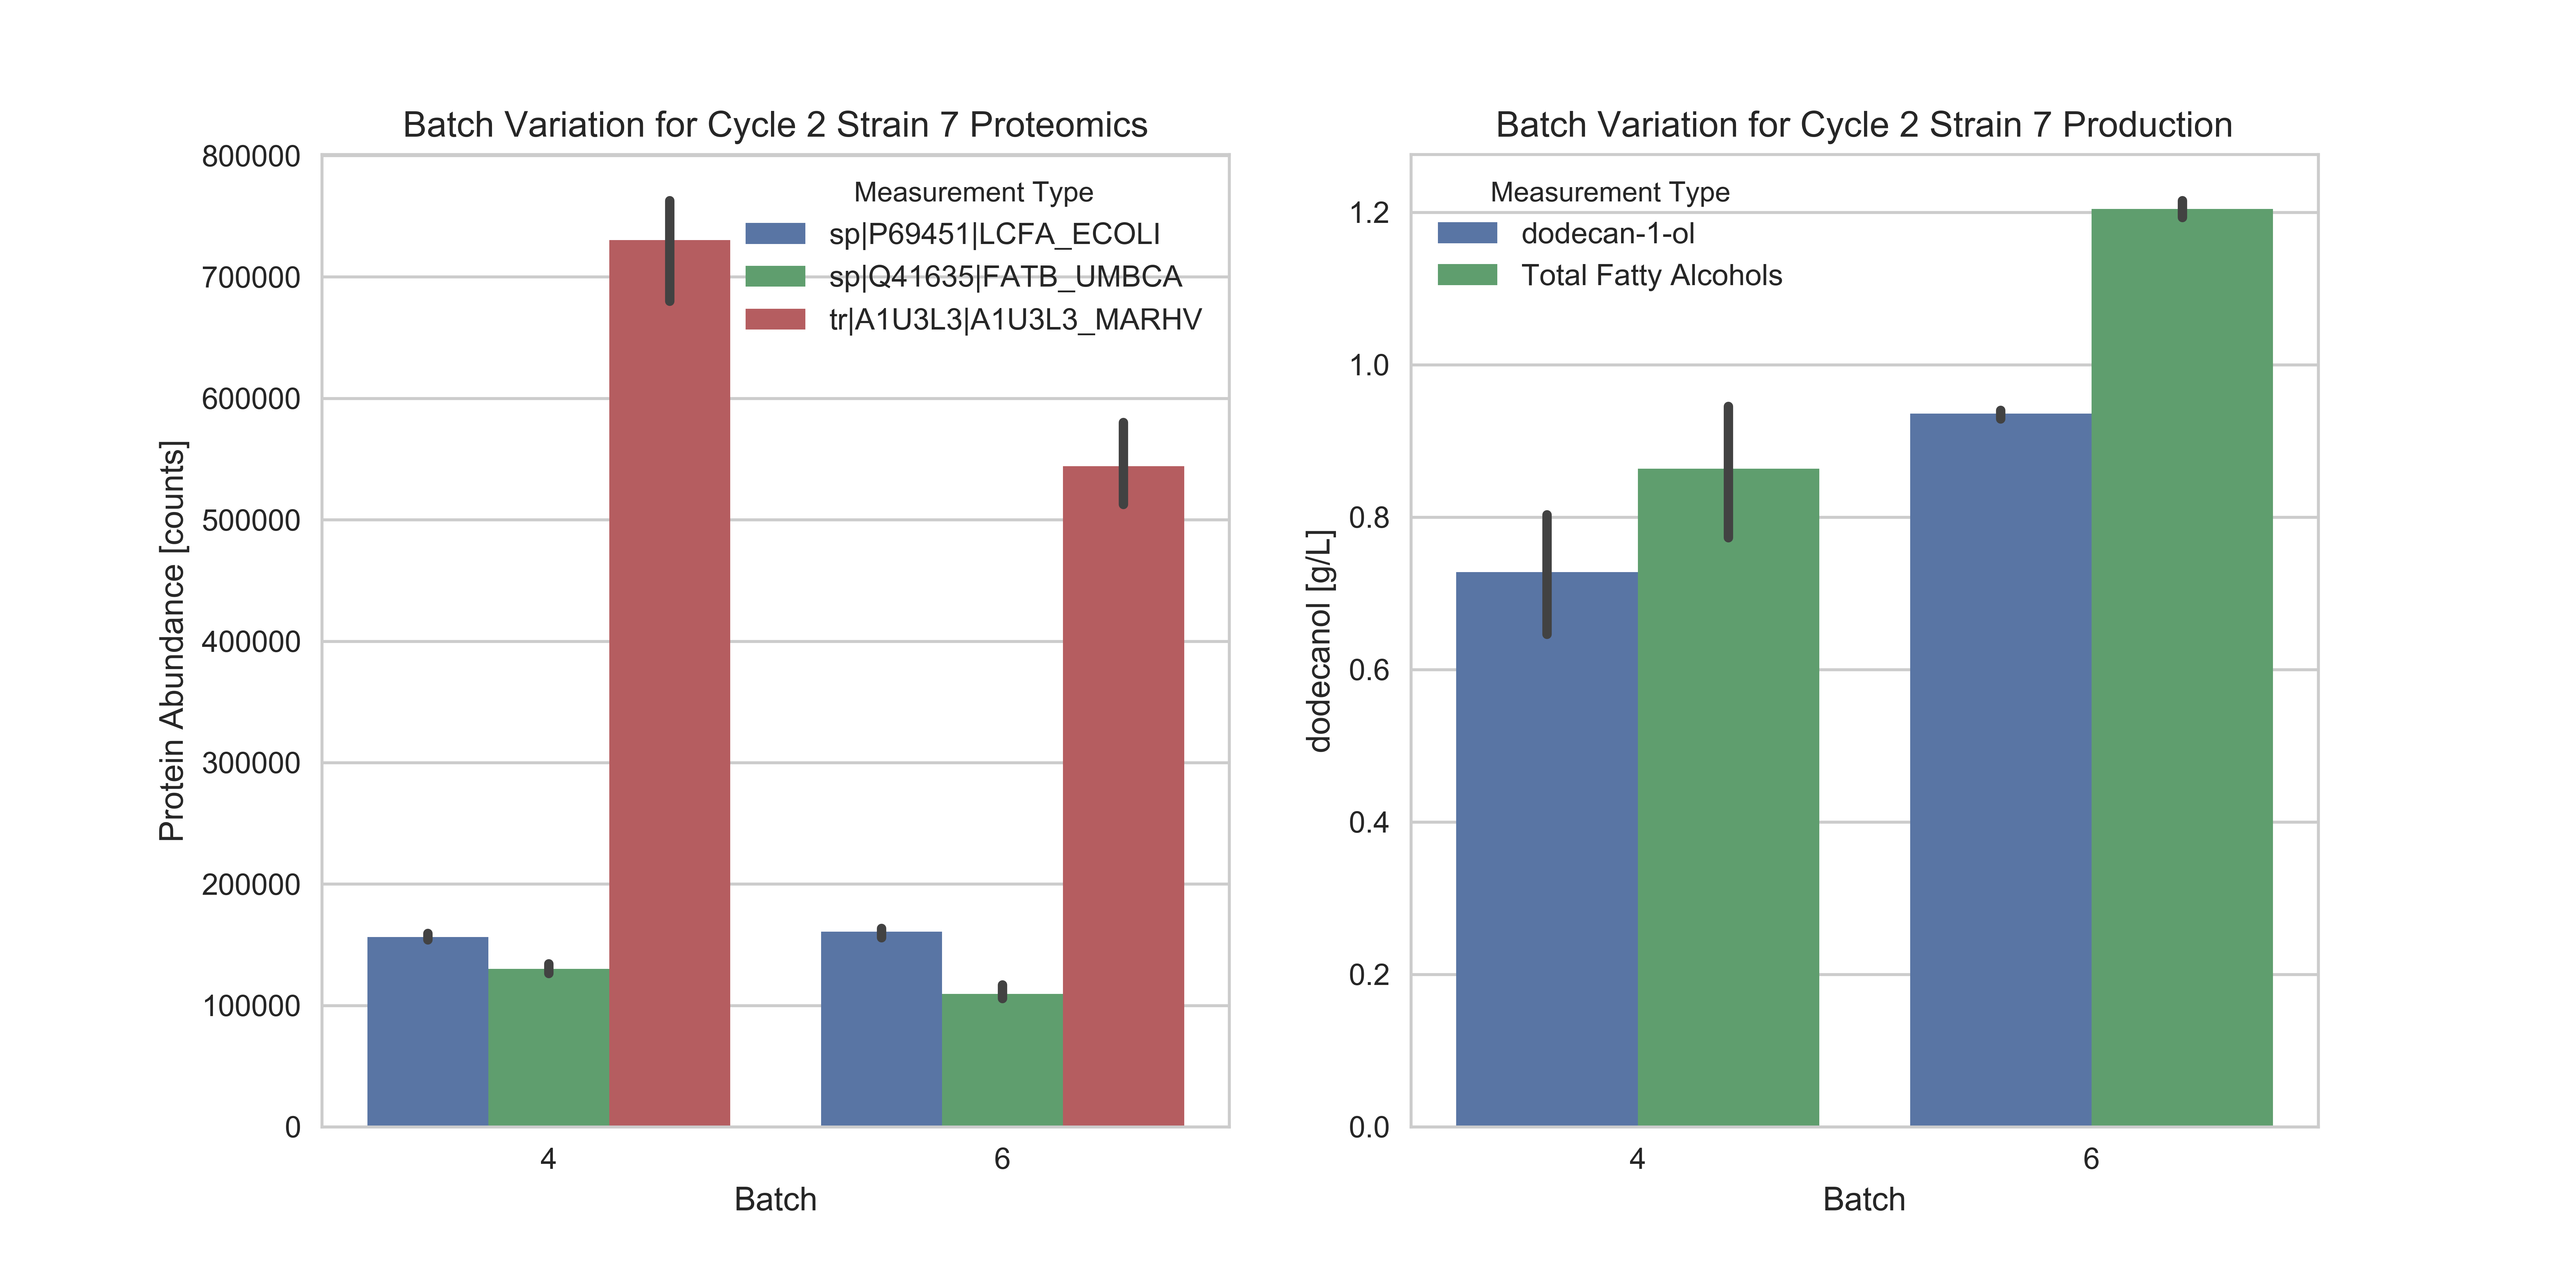 Batch Variation for Cycle 2 Strain 7 Proteomics
800000
700000
600000
500000
400000
300000
200000
100000
0
Protein Abundance [counts]
Measurement Type
sp|P69451|LCFA_ECOLI
sp|Q41635|FATB_UMBCA
tr|A1U3L3|A1U3L3_MARHV
4
6
Batch
Batch Variation for Cycle 2 Strain 7 Production
1.2
1.0
0.8
0.6
0.4
0.2
0.0
dodecanol [g/L]
Measurement Type
dodecan-1-ol
Total Fatty Alcohols
4
6
Batch